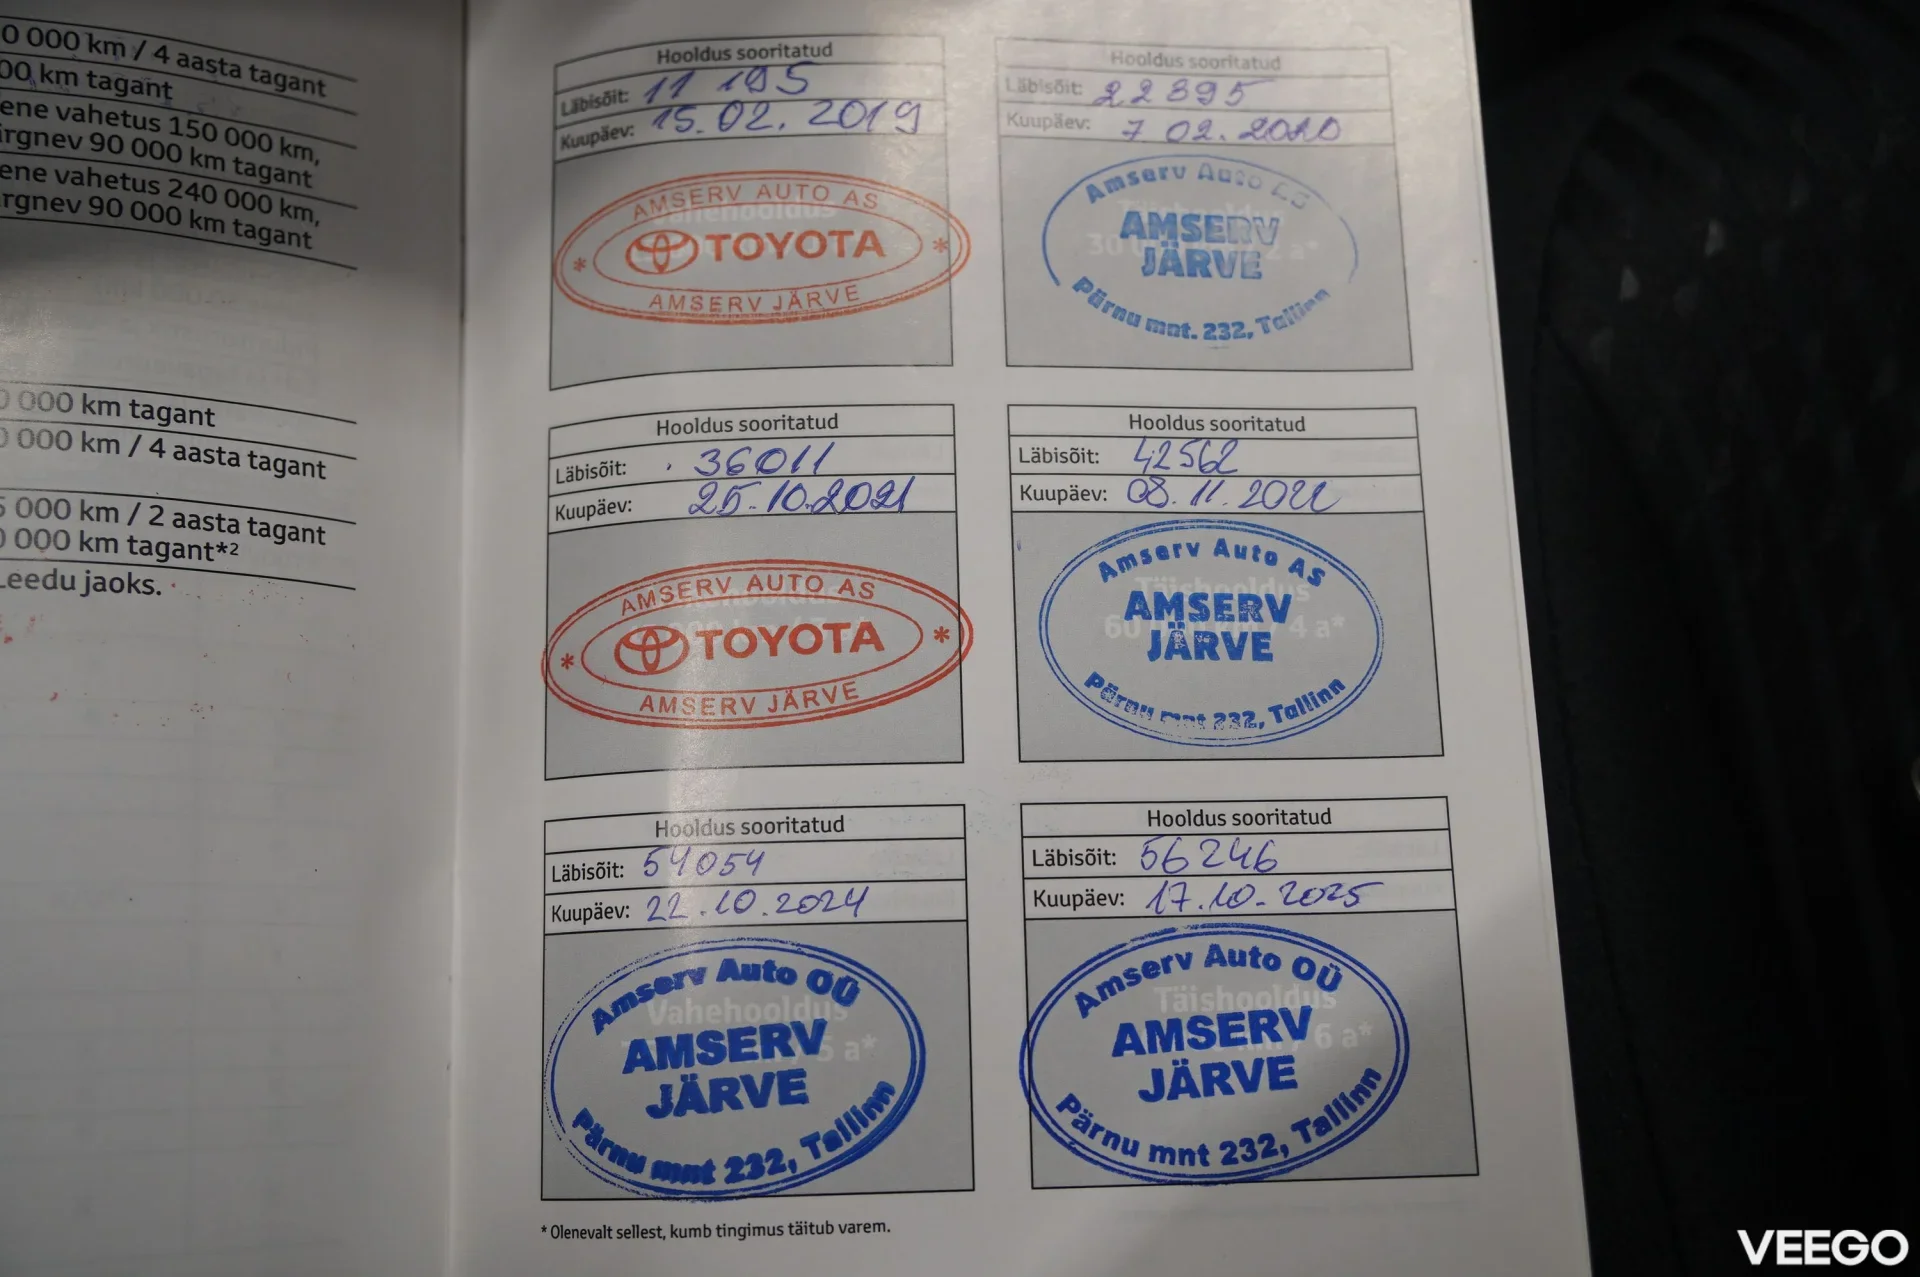 0 000 km / 4 aasta tagant
00 km tagant
ene vahetus 150 000 km,
irgnev 90 000 km tagant
ene vahetus 240 000 km,
rgnev 90 000 km tagant
0 000 km tagant
0 000 km / 4 aasta tagant
5 000 km / 2 aasta tagant
0 000 km tagant*2
Leedu jaoks.
Hooldus sooritatud
Läbisõit: 11 195
Kuupäev: 15.02.2019
AMSERV AUTO AS
Vahehooldus
TOYOTA
AMSERV JÄRVE
Hooldus sooritatud
Läbisõit: 22895
Kuupäev: 7 02.2020
Amserv Auto AS
AMSERV
JÄRVE
Pärnu mnt. 232, Tallinn
Hooldus sooritatud
Läbisõit: 36011
Kuupäev: 25.10.2021
AMSERV AUTO AS
TOYOTA
AMSERV JÄRVE
Hooldus sooritatud
Läbisõit: 42562
Kuupäev: 08.11.2022
Amserv Auto AS
Täishooldus
AMSERV
60 / 4 a*
JÄRVE
Pärnu mnt 232, Tallinn
Hooldus sooritatud
Läbisõit: 54054
Kuupäev: 22.10.2024
Amserv Auto OÜ
Vahehooldus
AMSERV
5 a*
JÄRVE
Pärnu mnt 232, Tallinn
Hooldus sooritatud
Läbisõit: 56246
Kuupäev: 17.10.2025
Amserv Auto OÜ
Täishooldus
AMSERV
6 a*
JÄRVE
Pärnu mnt 232, Tallinn
* Olenevalt sellest, kumb tingimus täitub varem.
VEEGO